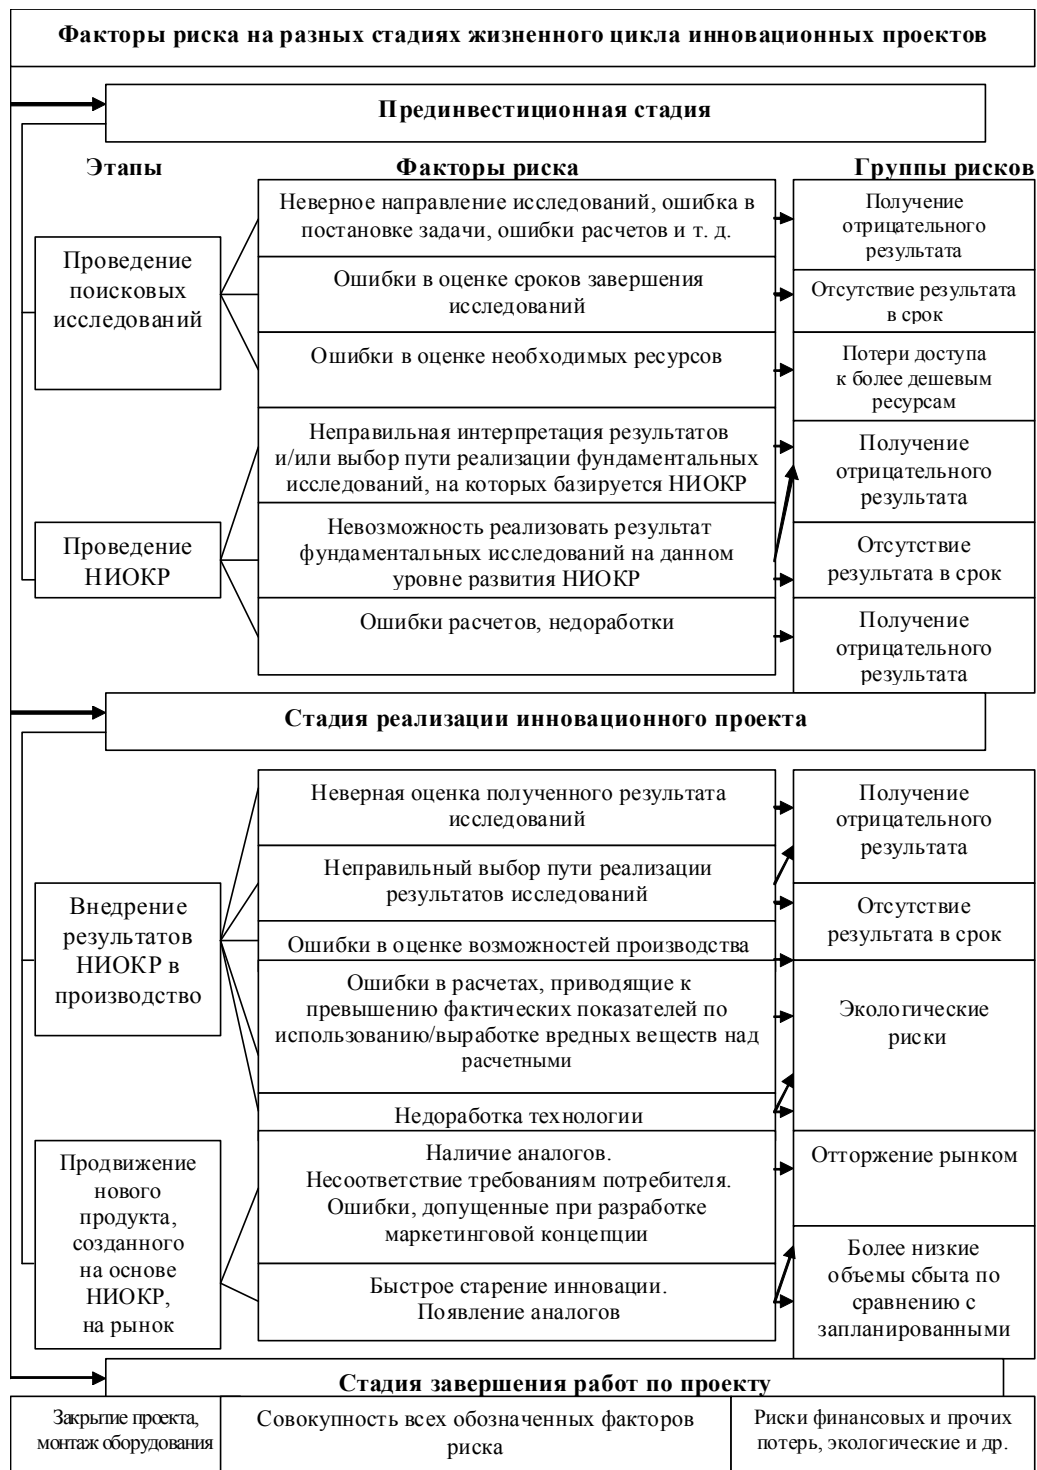 Факторы риска на разных стадиях жизненного цикла инновационных проектов
Прединвестиционная стадия
Этапы
Факторы риска
Группы рисков
Проведение
поисковых
исследований
Неверное направление исследований, ошибка в
постановке задачи, ошибки расчетов и т. д.
Получение
отрицательного
результата
Ошибки в оценке сроков завершения
исследований
Отсутствие результата
в срок
Ошибки в оценке необходимых ресурсов
Потери доступа
к более дешевым
ресурсам
Проведение
НИОКР
Неправильная интерпретация результатов
и/или выбор пути реализации фундаментальных
исследований, на которых базируется НИОКР
Получение
отрицательного
результата
Невозможность реализовать результат
фундаментальных исследований на данном
уровне развития НИОКР
Отсутствие
результата в срок
Ошибки расчетов, недоработки
Получение
отрицательного
результата
Стадия реализации инновационного проекта
Внедрение
результатов
НИОКР в
производство
Неверная оценка полученного результата
исследований
Получение
отрицательного
результата
Неправильный выбор пути реализации
результатов исследований
Отсутствие
результата в срок
Ошибки в оценке возможностей производства
Ошибки в расчетах, приводящие к
превышению фактических показателей по
использованию/выработке вредных веществ над
расчетными
Экологические
риски
Недоработка технологии
Продвижение
нового
продукта,
созданного
на основе
НИОКР,
на рынок
Наличие аналогов.
Несоответствие требованиям потребителя.
Ошибки, допущенные при разработке
маркетинговой концепции
Отторжение рынком
Быстрое старение инновации.
Появление аналогов
Более низкие
объемы сбыта по
сравнению с
запланированными
Стадия завершения работ по проекту
Закрытие проекта,
монтаж оборудования
Совокупность всех обозначенных факторов
риска
Риски финансовых и прочих
потерь, экологические и др.